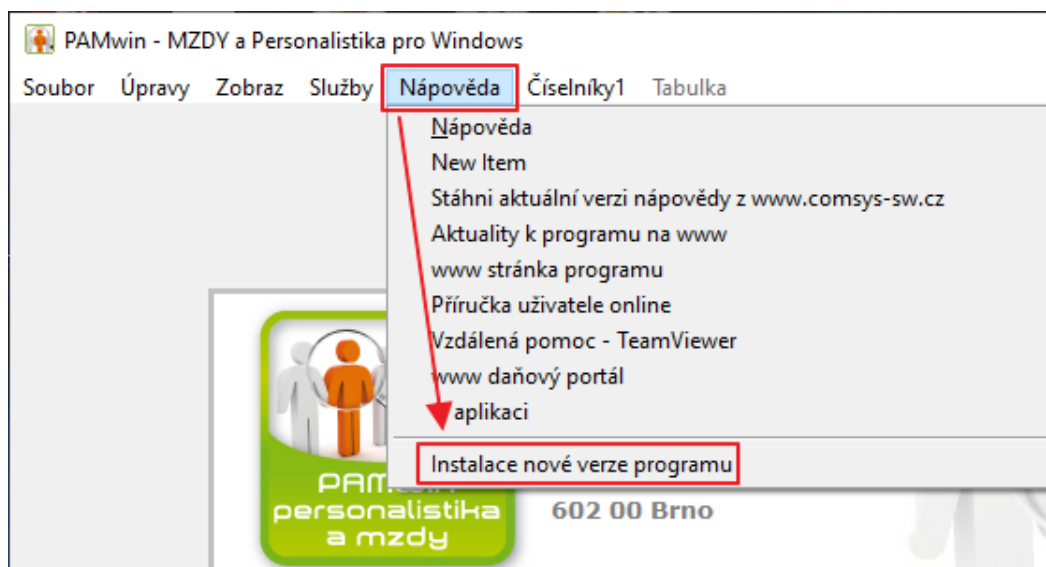 PAMwin - MZDY a Personalistika pro Windows
Soubor Úpravy Zobraz Služby Nápověda Číselníky1 Tabulka
Nápověda
New Item
Stáhni aktuální verzi nápovědy z www.comsys-sw.cz
Aktuality k programu na www
www stránka programu
Příručka uživatele online
Vzdálená pomoc - TeamViewer
www daňový portál
aplikaci
Instalace nové verze programu
personalistika
a mzdy
602 00 Brno